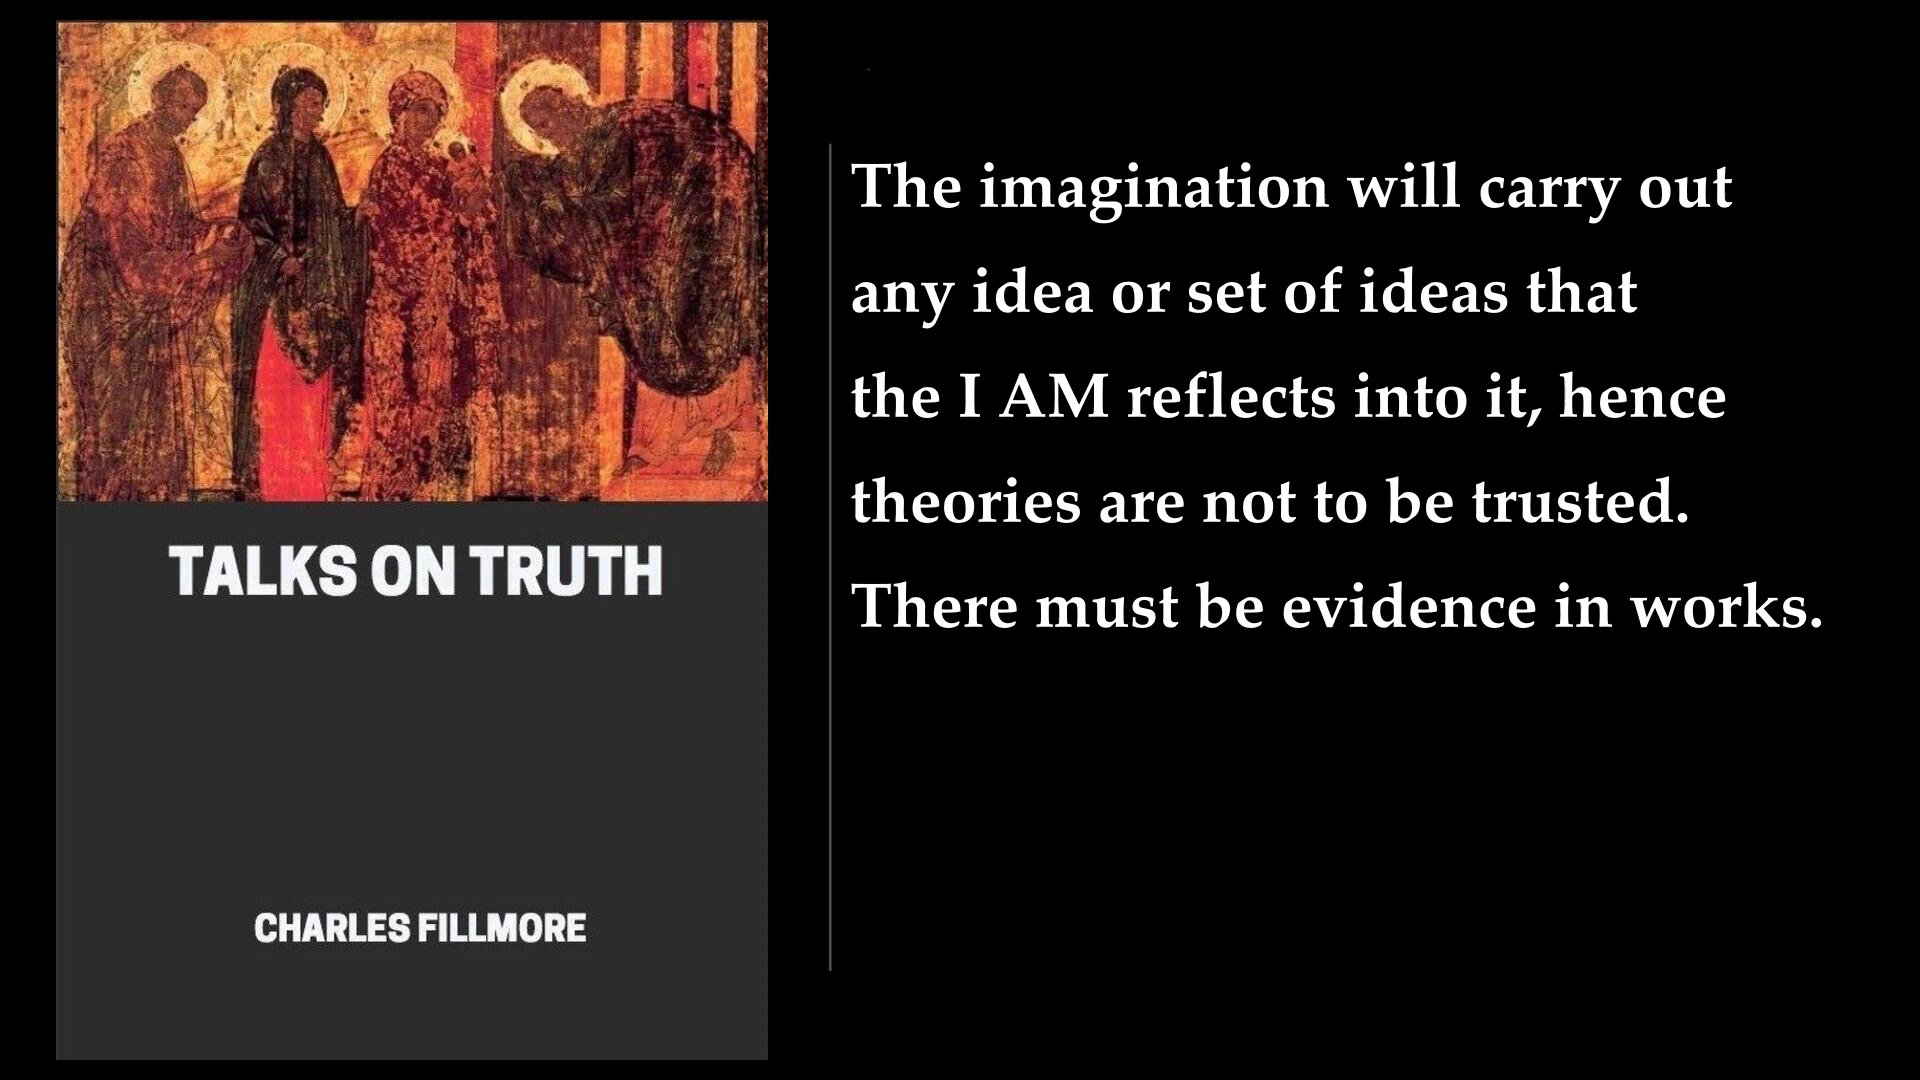 TALKS ON TRUTH
CHARLES FILLMORE
The imagination will carry out
any idea or set of ideas that
the I AM reflects into it, hence
theories are not to be trusted.
There must be evidence in works.